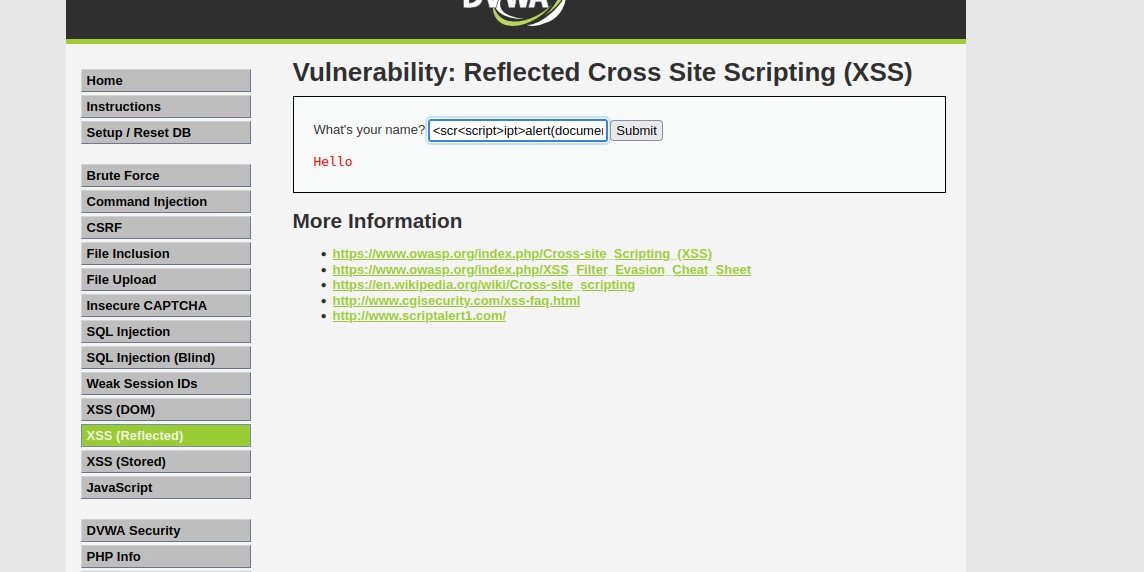 DVWA
Vulnerability: Reflected Cross Site Scripting (XSS)
Home
Instructions
Setup / Reset DB
Brute Force
Command Injection
CSRF
File Inclusion
File Upload
Insecure CAPTCHA
SQL Injection
SQL Injection (Blind)
Weak Session IDs
XSS (DOM)
XSS (Reflected)
XSS (Stored)
JavaScript
DVWA Security
PHP Info
What's your name? <scr<script>ipt>alert(documen Submit
Hello
More Information
• https://www.owasp.org/index.php/Cross-site_Scripting_(XSS)
• https://www.owasp.org/index.php/XSS_Filter_Evasion_Cheat_Sheet
• https://en.wikipedia.org/wiki/Cross-site_scripting
• http://www.cgisecurity.com/xss-faq.html
• http://www.scriptalert1.com/